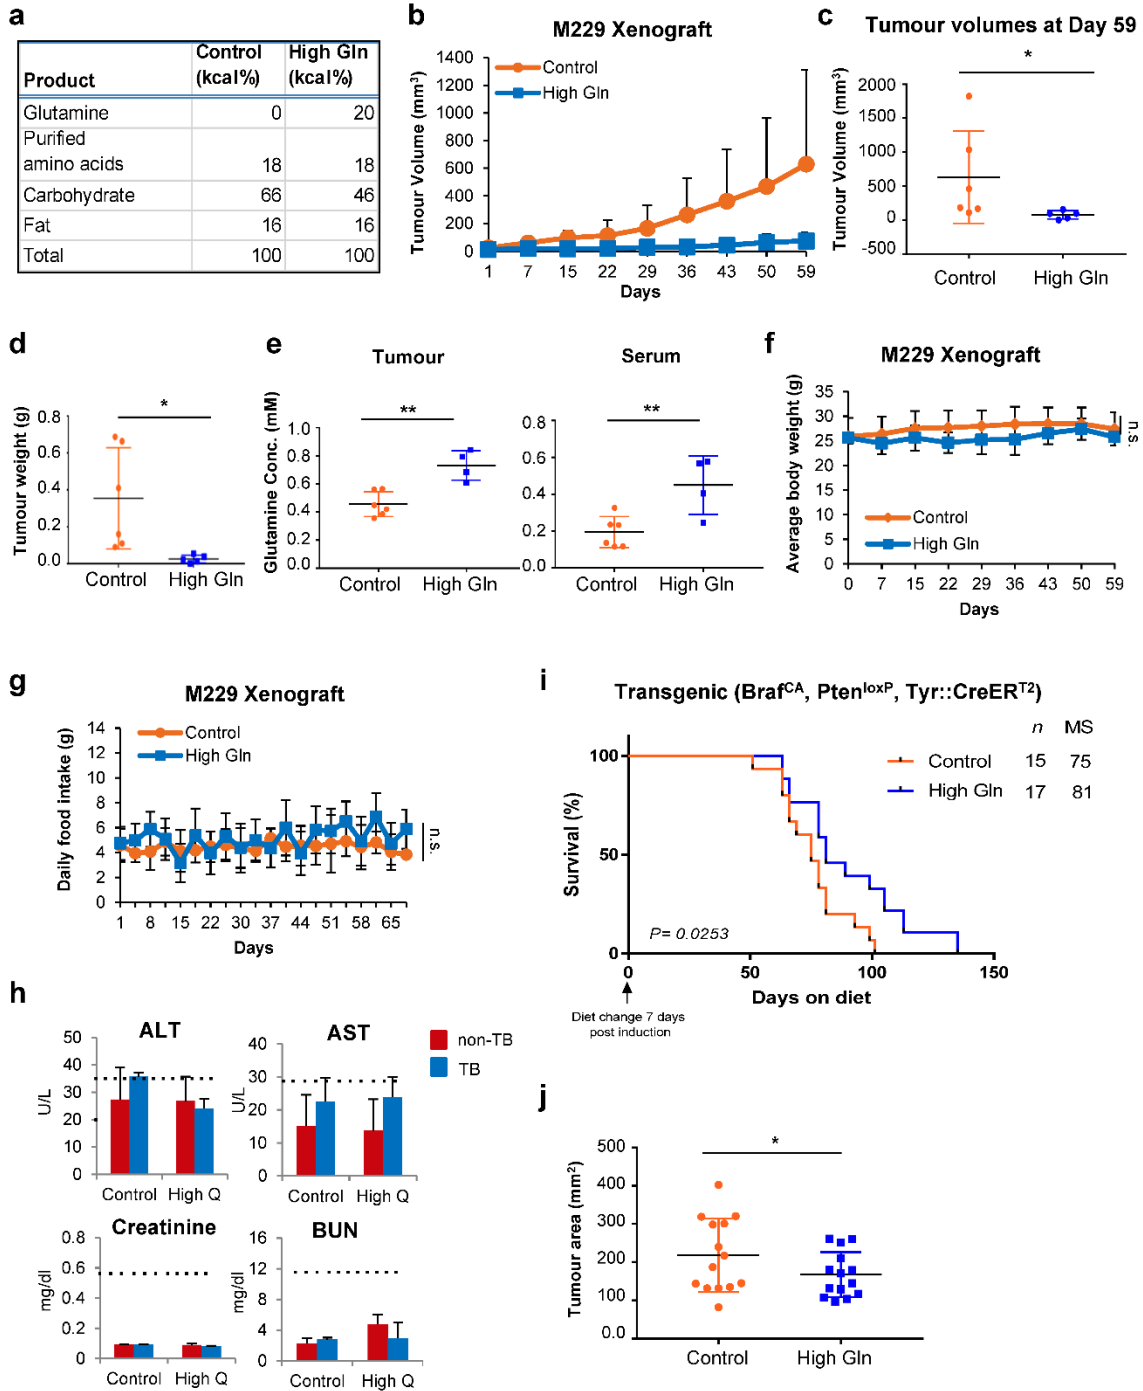 a
Product Control (kcal%) High Gln (kcal%)
Glutamine 0 20
Purified amino acids 18 18
Carbohydrate 66 46
Fat 16 16
Total 100 100
b
M229 Xenograft
Control
High Gln
Tumour Volume (mm³)
1400
1200
1000
800
600
400
200
0
1 7 15 22 29 36 43 50 59
Days
c
Tumour volumes at Day 59
*
Tumour Volume (mm³)
2000
1500
1000
500
0
-500
Control High Gln
d
*
Tumour weight (g)
0.8
0.6
0.4
0.2
0.0
Control High Gln
e
Tumour
**
Glutamine Conc. (mM)
1.0
0.8
0.6
0.4
0.2
0.0
Control High Gln
Serum
**
0.8
0.6
0.4
0.2
0.0
Control High Gln
f
M229 Xenograft
Average body weight (g)
35
30
25
20
15
10
5
0
n.s.
Control
High Gln
0 7 15 22 29 36 43 50 59
Days
g
M229 Xenograft
Control
High Gln
Daily food intake (g)
14
12
10
8
6
4
2
0
n.s.
1 8 15 22 30 37 44 51 58 65
Days
h
ALT
U/L
50
40
30
20
10
0
Control High Q
AST
U/L
40
30
20
10
0
Control High Q
non-TB
TB
Creatinine
mg/dl
0.8
0.6
0.4
0.2
0
Control High Q
BUN
mg/dl
16
12
8
4
0
Control High Q
i
Transgenic (Braf^CA, Pten^loxP, Tyr::CreER^T2)
n MS
Control 15 75
High Gln 17 81
Survival (%)
100
50
0
P= 0.0253
0 50 100 150
Days on diet
Diet change 7 days
post induction
j
*
Tumour area (mm²)
500
400
300
200
100
0.0
Control High Gln